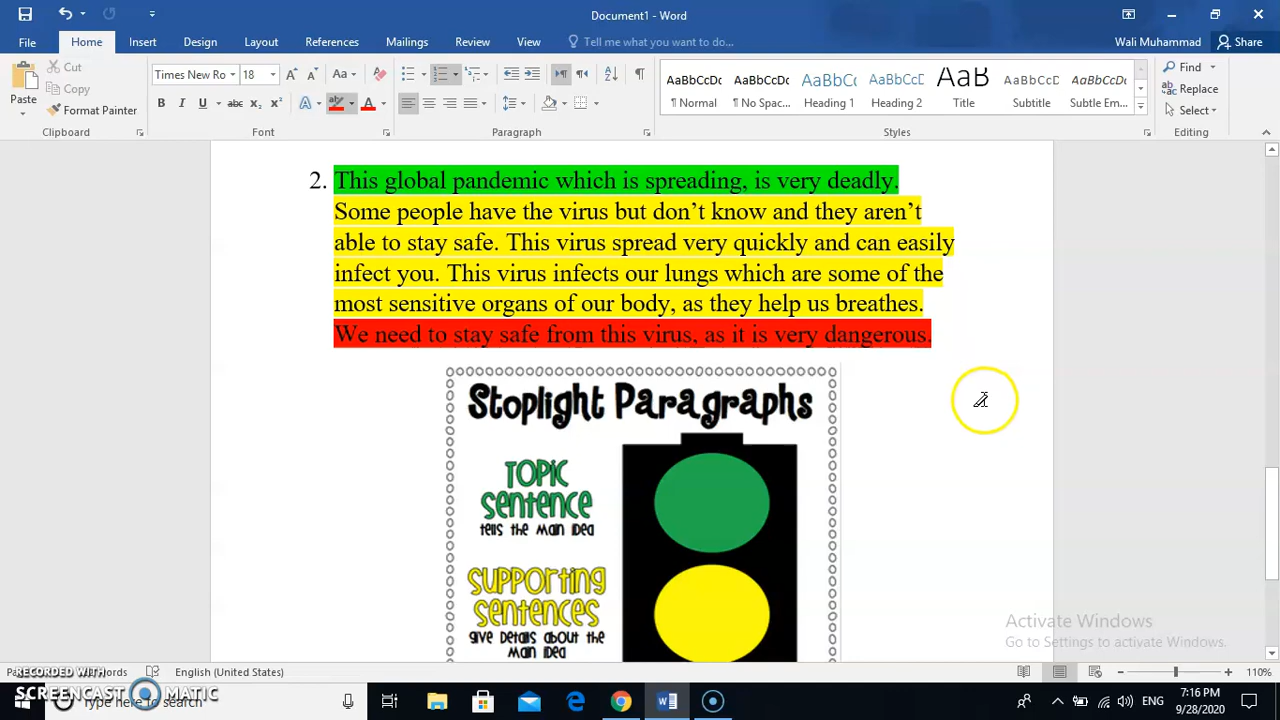 Document1 - Word
Wali Muhammad
Share
File Home Insert Design Layout References Mailings Review View Tell me what you want to do...
Cut
Copy
Format Painter
Paste
Clipboard
Times New Ro 18
Font
Paragraph
AaBbCcDc AaBbCcDc AaBbCc AaBbCcD AaB AaBbCcD AaBbCcDc
¶ Normal ¶ No Spac... Heading 1 Heading 2 Title Subtitle Subtle Em...
Styles
Find
Replace
Select
Editing
2. This global pandemic which is spreading, is very deadly.
Some people have the virus but don’t know and they aren’t
able to stay safe. This virus spread very quickly and can easily
infect you. This virus infects our lungs which are some of the
most sensitive organs of our body, as they help us breathes.
We need to stay safe from this virus, as it is very dangerous.
Stoplight Paragraphs
TOPIC
Sentence
tells the main idea
SUPPORTING
SENTENCES
give details about the
main idea
Activate Windows
Go to Settings to activate Windows.
words English (United States)
110%
RECORDED WITH
SCREENCAST MATIC
Type here to search
ENG
7:16 PM
9/28/2020